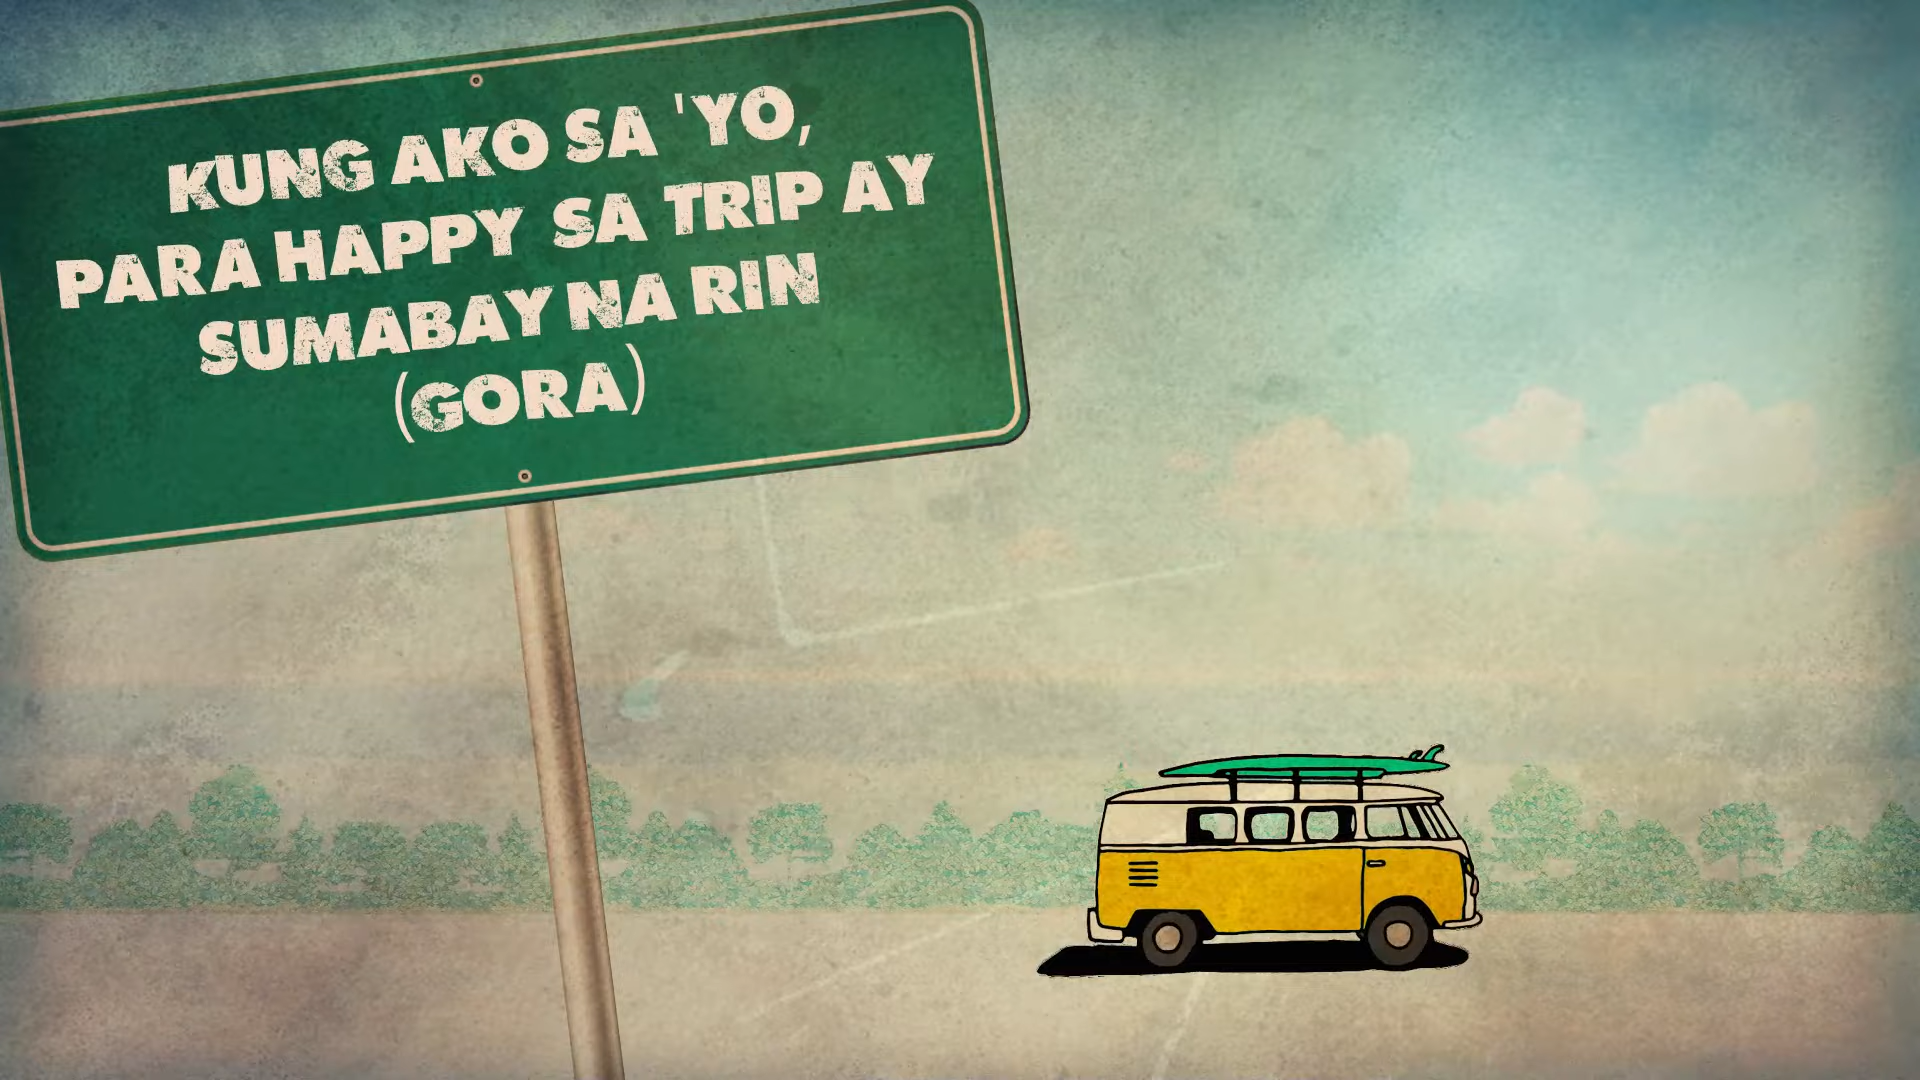 KUNG AKO SA 'YO,
PARA HAPPY SA TRIP AY
SUMABAY NA RIN
(GORA)